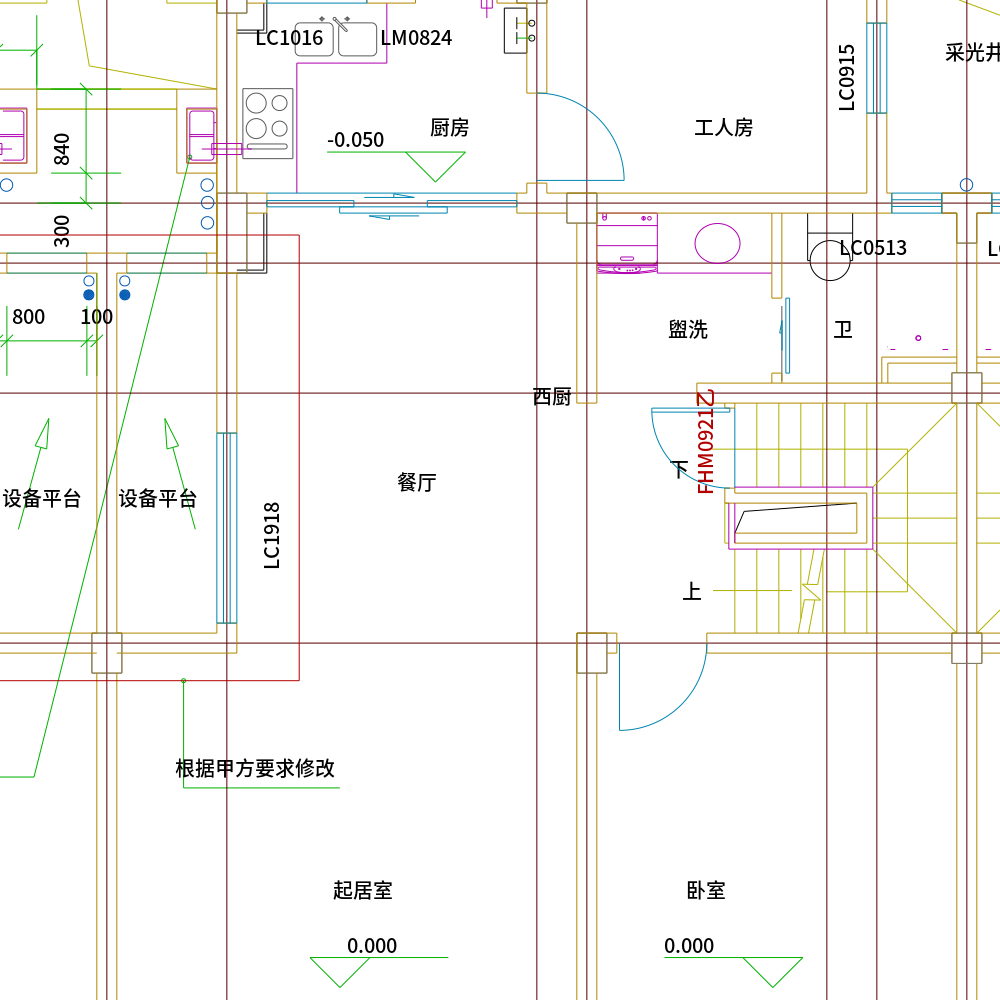 LC1016
LM0824
LC0915
采光井
厨房
工人房
-0.050
840
300
LC0513
800
100
盥洗
卫
西厨
FHM0921乙
下
餐厅
设备平台
设备平台
LC1918
上
根据甲方要求修改
起居室
卧室
0.000
0.000